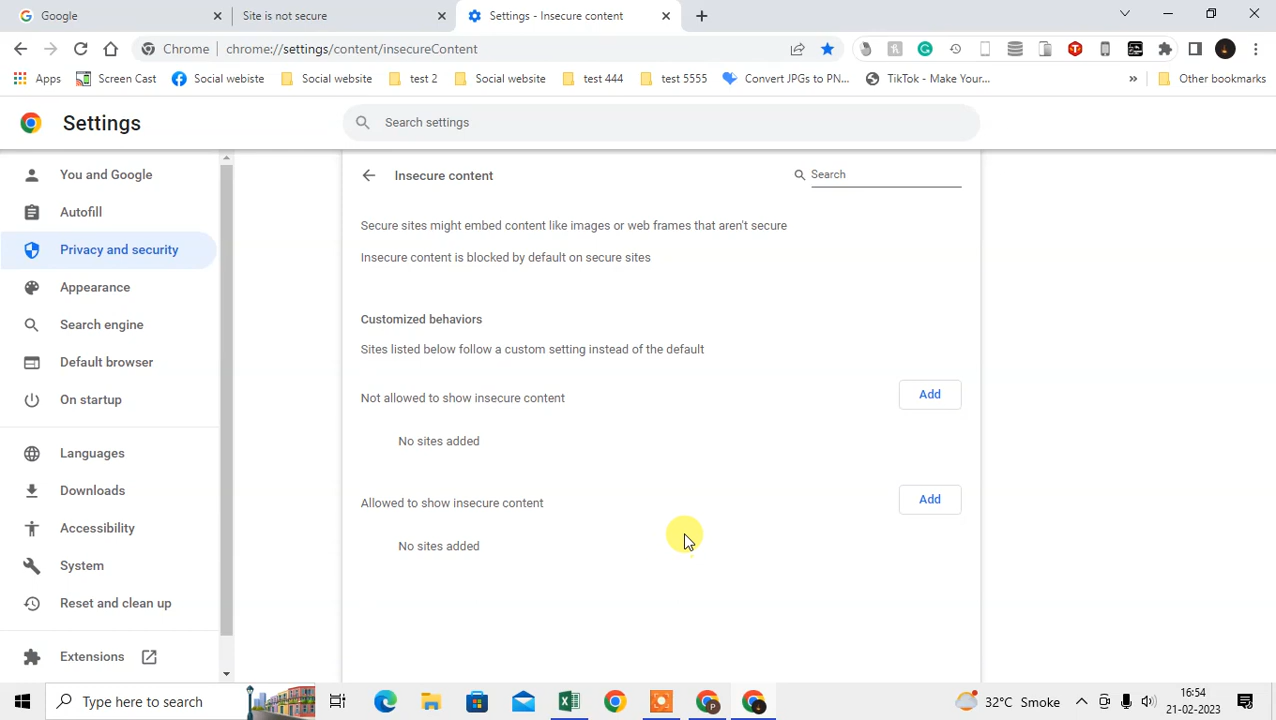 Google
Site is not secure
Settings - Insecure content
Chrome
chrome://settings/content/insecureContent
Apps
Screen Cast
Social webiste
Social website
test 2
Social website
test 444
test 5555
Convert JPGs to PN...
TikTok - Make Your...
»
Other bookmarks
Settings
Search settings
You and Google
Autofill
Privacy and security
Appearance
Search engine
Default browser
On startup
Languages
Downloads
Accessibility
System
Reset and clean up
Extensions
Insecure content
Search
Secure sites might embed content like images or web frames that aren't secure
Insecure content is blocked by default on secure sites
Customized behaviors
Sites listed below follow a custom setting instead of the default
Not allowed to show insecure content
Add
No sites added
Allowed to show insecure content
Add
No sites added
Type here to search
32°C Smoke
16:54
21-02-2023